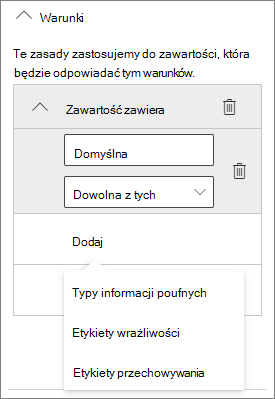 Warunki
Te zasady zastosujemy do zawartości, która
będzie odpowiadać tym warunków.
Zawartość zawiera
Domyślna
Dowolna z tych
Dodaj
Typy informacji poufnych
Etykiety wrażliwości
Etykiety przechowywania